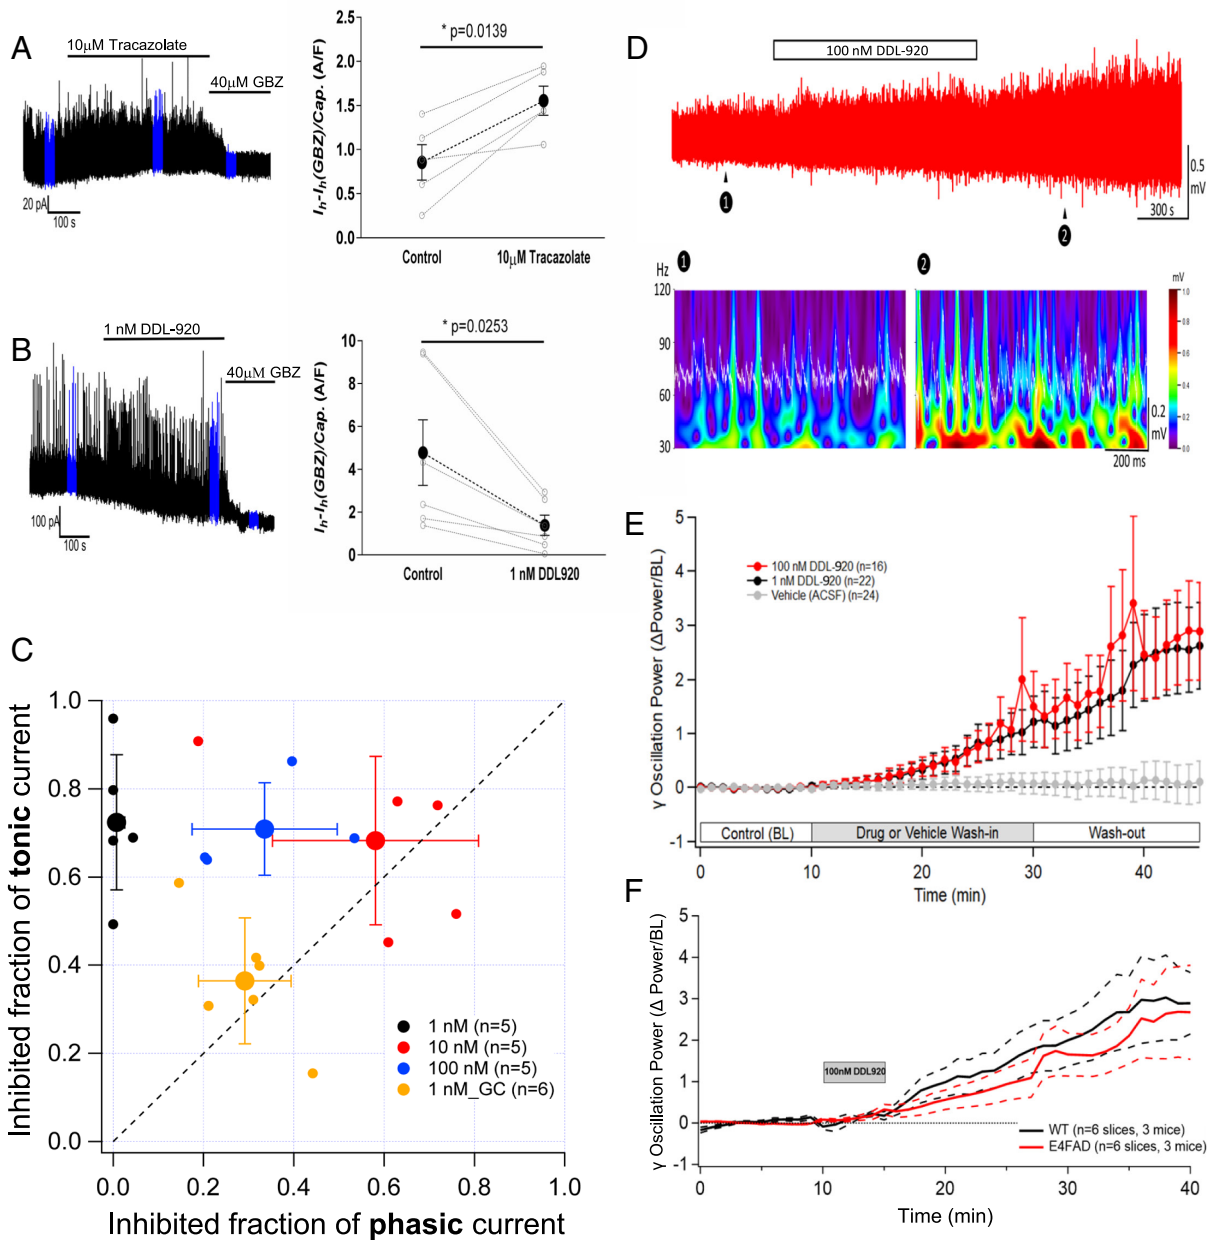 A
10µM Tracazolate
40µM GBZ
20 pA
100 s
2.5
2.0
1.5
1.0
0.5
0.0
I_h-I_h(GBZ)/Cap. (A/F)
* p=0.0139
Control
10µM Tracazolate
B
1 nM DDL-920
40µM GBZ
100 pA
100 s
10
8
6
4
2
0
I_h-I_h(GBZ)/Cap. (A/F)
* p=0.0253
Control
1 nM DDL920
C
Inhibited fraction of tonic current
1.0
0.8
0.6
0.4
0.2
0.0
1 nM (n=5)
10 nM (n=5)
100 nM (n=5)
1 nM_GC (n=6)
0.0 0.2 0.4 0.6 0.8 1.0
Inhibited fraction of phasic current
D
100 nM DDL-920
1
2
0.5
mV
300 s
Hz
1
2
120
90
60
30
mV
1.0
0.8
0.6
0.4
0.2
0.0
0.2
mV
200 ms
E
γ Oscillation Power (ΔPower/BL)
5
4
3
2
1
0
-1
100 nM DDL-920 (n=16)
1 nM DDL-920 (n=22)
Vehicle (ACSF) (n=24)
Control (BL)
Drug or Vehicle Wash-in
Wash-out
0 10 20 30 40
Time (min)
F
γ Oscillation Power (Δ Power/BL)
5
4
3
2
1
0
-1
100nM DDL920
WT (n=6 slices, 3 mice)
E4FAD (n=6 slices, 3 mice)
0 10 20 30 40
Time (min)